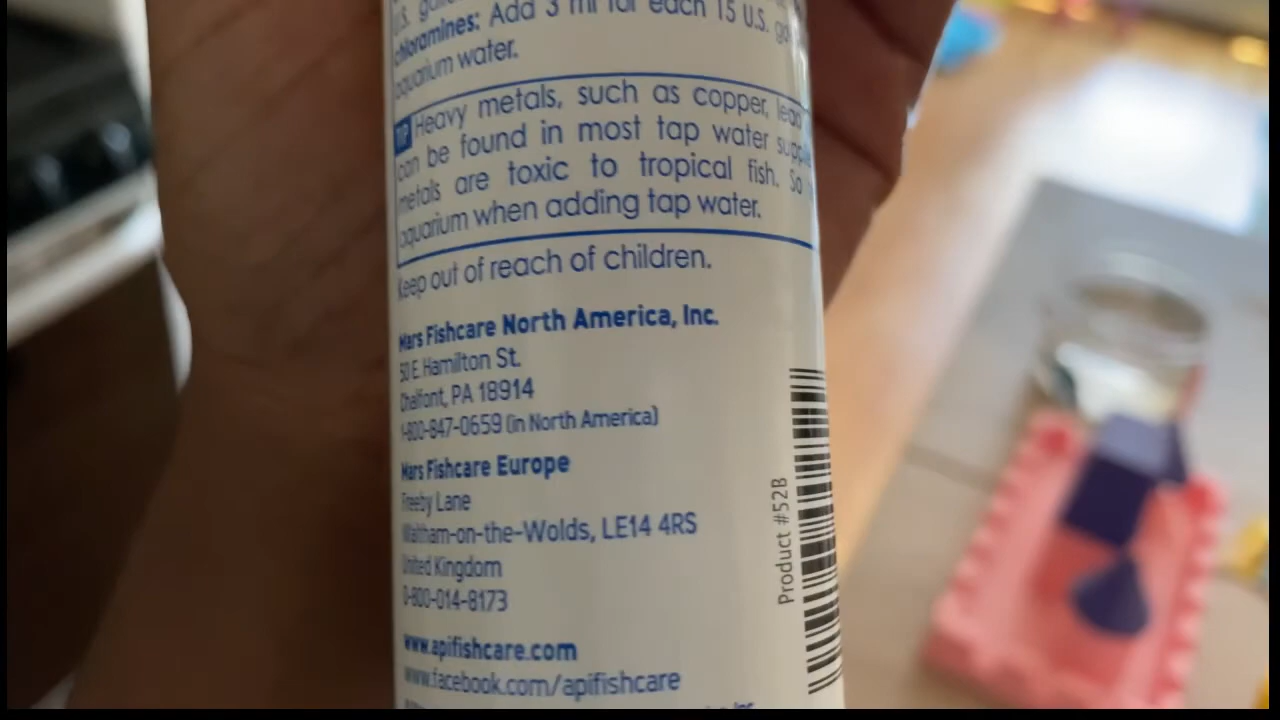 U.S.
chloramines: Add 3 ml for each 15 U.S.
aquarium water.
TIP Heavy metals, such as copper, lead
can be found in most tap water
metals are toxic to tropical fish. So
aquarium when adding tap water.
Keep out of reach of children.
Mars Fishcare North America, Inc.
50 E. Hamilton St.
Chalfont, PA 18914
1-800-847-0659 (in North America)
Mars Fishcare Europe
Freeby Lane
Waltham-on-the-Wolds, LE14 4RS
United Kingdom
0-800-014-8173
www.apifishcare.com
www.facebook.com/apifishcare
Product #52B